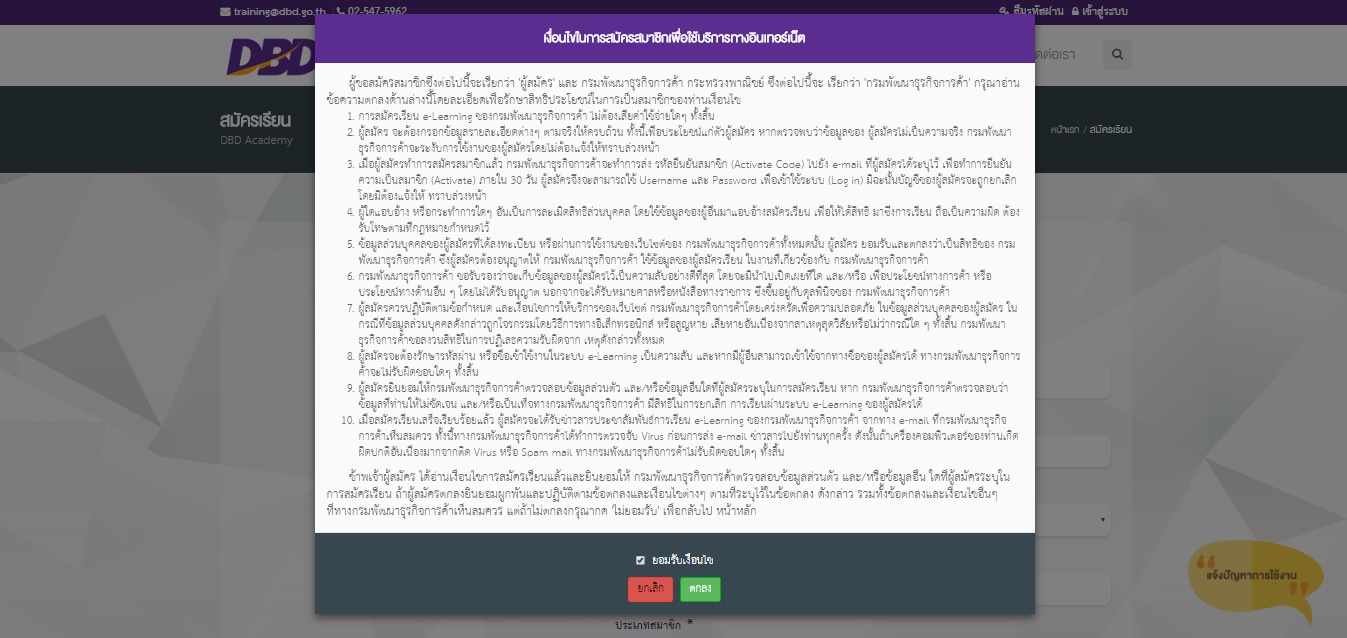 training@dbd.go.th 02-547-5962 ลืมรหัสผ่าน เข้าสู่ระบบ
เงื่อนไขในการสมัครสมาชิกเพื่อใช้บริการทางอินเทอร์เน็ต
DBD
ดต่อเรา
ผู้ขอสมัครสมาชิกซึ่งต่อไปนี้จะเรียกว่า 'ผู้สมัคร' และ กรมพัฒนาธุรกิจการค้า กระทรวงพาณิชย์ ซึ่งต่อไปนี้จะ เรียกว่า 'กรมพัฒนาธุรกิจการค้า' กรุณาอ่าน
ข้อความตกลงด้านล่างนี้โดยละเอียดเพื่อรักษาสิทธิประโยชน์ในการเป็นสมาชิกของท่านเงื่อนไข
สมัครเรียน
DBD Academy
หน้าแรก / สมัครเรียน
1. การสมัครเรียน e-Learning ของกรมพัฒนาธุรกิจการค้า ไม่ต้องเสียค่าใช้จ่ายใดๆ ทั้งสิ้น
2. ผู้สมัคร จะต้องกรอกข้อมูลรายละเอียดต่างๆ ตามจริงให้ครบถ้วน ทั้งนี้เพื่อประโยชน์แก่ตัวผู้สมัคร หากตรวจพบว่าข้อมูลของ ผู้สมัครไม่เป็นความจริง กรมพัฒนา
ธุรกิจการค้าจะระงับการใช้งานของผู้สมัครโดยไม่ต้องแจ้งให้ทราบล่วงหน้า
3. เมื่อผู้สมัครทำการสมัครสมาชิกแล้ว กรมพัฒนาธุรกิจการค้าจะทำการส่ง รหัสยืนยันสมาชิก (Activate Code) ไปยัง e-mail ที่ผู้สมัครได้ระบุไว้ เพื่อทำการยืนยัน
ความเป็นสมาชิก (Activate) ภายใน 30 วัน ผู้สมัครจึงจะสามารถใช้ Username และ Password เพื่อเข้าใช้ระบบ (Log in) มิฉะนั้นบัญชีของผู้สมัครจะถูกยกเลิก
โดยมิต้องแจ้งให้ ทราบล่วงหน้า
4. ผู้ใดแอบอ้าง หรือกระทำการใดๆ อันเป็นการละเมิดสิทธิส่วนบุคคล โดยใช้ข้อมูลของผู้อื่นมาแอบอ้างสมัครเรียน เพื่อให้ได้สิทธิ มาซึ่งการเรียน ถือเป็นความผิด ต้อง
รับโทษตามที่กฎหมายกำหนดไว้
5. ข้อมูลส่วนบุคคลของผู้สมัครที่ได้ลงทะเบียน หรือผ่านการใช้งานของเว็บไซต์ของ กรมพัฒนาธุรกิจการค้าทั้งหมดนั้น ผู้สมัคร ยอมรับและตกลงว่าเป็นสิทธิของ กรม
พัฒนาธุรกิจการค้า ซึ่งผู้สมัครต้องอนุญาตให้ กรมพัฒนาธุรกิจการค้า ใช้ข้อมูลของผู้สมัครเรียน ในงานที่เกี่ยวข้องกับ กรมพัฒนาธุรกิจการค้า
6. กรมพัฒนาธุรกิจการค้า ขอรับรองว่าจะเก็บข้อมูลของผู้สมัครไว้เป็นความลับอย่างดีที่สุด โดยจะมินำไปเปิดเผยที่ใด และ/หรือ เพื่อประโยชน์ทางการค้า หรือ
ประโยชน์ทางด้านอื่น ๆ โดยไม่ได้รับอนุญาต นอกจากจะได้รับหมายศาลหรือหนังสือทางราชการ ซึ่งขึ้นอยู่กับดุลพินิจของ กรมพัฒนาธุรกิจการค้า
7. ผู้สมัครควรปฏิบัติตามข้อกำหนด และเงื่อนไขการให้บริการของเว็บไซต์ กรมพัฒนาธุรกิจการค้าโดยเคร่งครัดเพื่อความปลอดภัย ในข้อมูลส่วนบุคคลของผู้สมัคร ใน
กรณีที่ข้อมูลส่วนบุคคลดังกล่าวถูกโจรกรรมโดยวิธีการทางอิเล็กทรอนิกส์ หรือสูญหาย เสียหายอันเนื่องจากสาเหตุสุดวิสัยหรือไม่ว่ากรณีใด ๆ ทั้งสิ้น กรมพัฒนา
ธุรกิจการค้าขอสงวนสิทธิในการปฏิเสธความรับผิดจาก เหตุดังกล่าวทั้งหมด
8. ผู้สมัครจะต้องรักษารหัสผ่าน หรือชื่อเข้าใช้งานในระบบ e-Learning เป็นความลับ และหากมีผู้อื่นสามารถเข้าใช้จากทางชื่อของผู้สมัครได้ ทางกรมพัฒนาธุรกิจการ
ค้าจะไม่รับผิดชอบใดๆ ทั้งสิ้น
9. ผู้สมัครยินยอมให้กรมพัฒนาธุรกิจการค้าตรวจสอบข้อมูลส่วนตัว และ/หรือข้อมูลอื่นใดที่ผู้สมัครระบุในการสมัครเรียน หาก กรมพัฒนาธุรกิจการค้าตรวจสอบว่า
ข้อมูลที่ท่านให้ไม่ชัดเจน และ/หรือเป็นเท็จทางกรมพัฒนาธุรกิจการค้า มีสิทธิในการยกเลิก การเรียนผ่านระบบ e-Learning ของผู้สมัครได้
10. เมื่อสมัครเรียนเสร็จเรียบร้อยแล้ว ผู้สมัครจะได้รับข่าวสารประชาสัมพันธ์การเรียน e-Learning ของกรมพัฒนาธุรกิจการค้า จากทาง e-mail ที่กรมพัฒนาธุรกิจ
การค้าเห็นสมควร ทั้งนี้ทางกรมพัฒนาธุรกิจการค้าได้ทำการตรวจจับ Virus ก่อนการส่ง e-mail ข่าวสารไปยังท่านทุกครั้ง ดังนั้นถ้าเครื่องคอมพิวเตอร์ของท่านเกิด
ผิดปกติอันเนื่องมากจากติด Virus หรือ Spam mail ทางกรมพัฒนาธุรกิจการค้าไม่รับผิดชอบใดๆ ทั้งสิ้น
ข้าพเจ้าผู้สมัคร ได้อ่านเงื่อนไขการสมัครเรียนแล้วและยินยอมให้ กรมพัฒนาธุรกิจการค้าตรวจสอบข้อมูลส่วนตัว และ/หรือข้อมูลอื่น ใดที่ผู้สมัครระบุใน
การสมัครเรียน ถ้าผู้สมัครตกลงยินยอมผูกพันและปฏิบัติตามข้อตกลงและเงื่อนไขต่างๆ ตามที่ระบุไว้ในข้อตกลง ดังกล่าว รวมทั้งข้อตกลงและเงื่อนไขอื่นๆ
ที่ทางกรมพัฒนาธุรกิจการค้าเห็นสมควร แต่ถ้าไม่ตกลงกรุณากด 'ไม่ยอมรับ' เพื่อกลับไป หน้าหลัก
ยอมรับเงื่อนไข
ยกเลิก ตกลง
แจ้งปัญหาการใช้งาน
ประเภทสมาชิก *